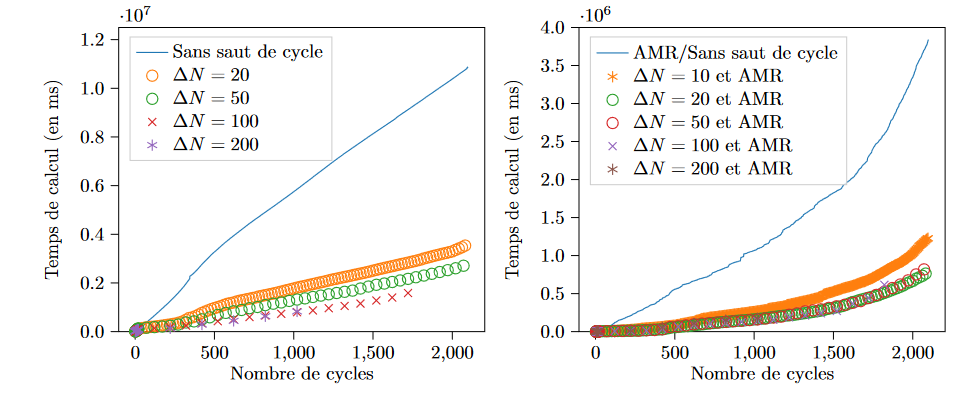 ·10⁷
1.2
1.0
0.8
0.6
0.4
0.2
0.0
Temps de calcul (en ms)
Sans saut de cycle
ΔN = 20
ΔN = 50
ΔN = 100
ΔN = 200
0 500 1,000 1,500 2,000
Nombre de cycles
·10⁶
4.0
3.5
3.0
2.5
2.0
1.5
1.0
0.5
0.0
Temps de calcul (en ms)
AMR/Sans saut de cycle
ΔN = 10 et AMR
ΔN = 20 et AMR
ΔN = 50 et AMR
ΔN = 100 et AMR
ΔN = 200 et AMR
0 500 1,000 1,500 2,000
Nombre de cycles